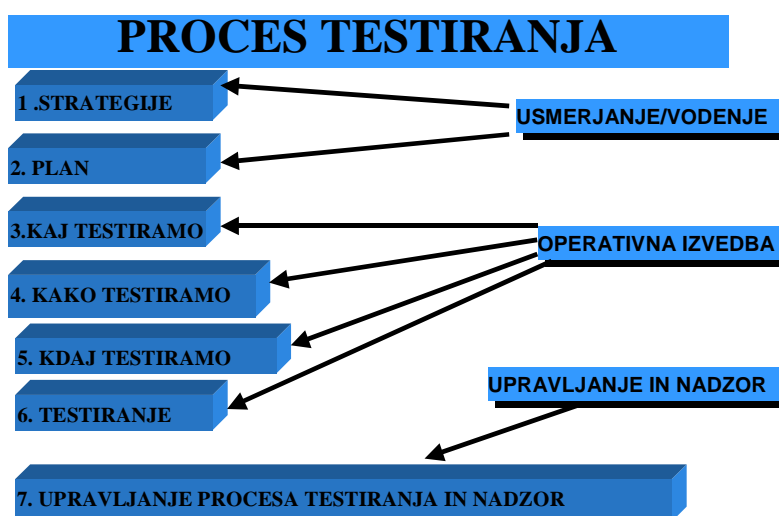 PROCES TESTIRANJA
1 .STRATEGIJE
USMERJANJE/VODENJE
2. PLAN
3.KAJ TESTIRAMO
OPERATIVNA IZVEDBA
4. KAKO TESTIRAMO
5. KDAJ TESTIRAMO
UPRAVLJANJE IN NADZOR
6. TESTIRANJE
7. UPRAVLJANJE PROCESA TESTIRANJA IN NADZOR